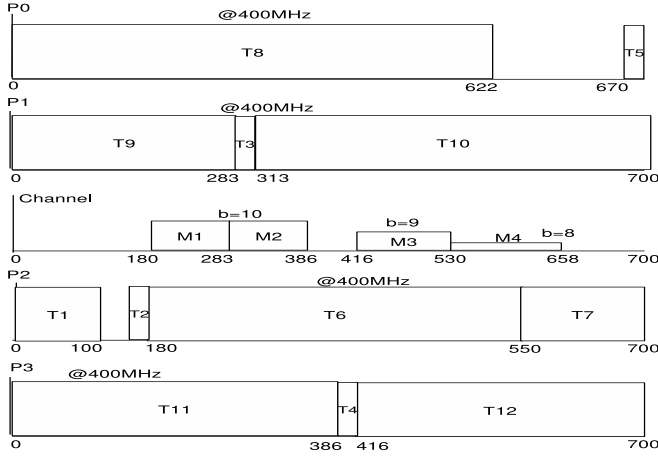 P0
@400MHz
T8
T5
0 622 670
P1
@400MHz
T9 T3 T10
0 283 313 700
Channel
b=10
b=9
b=8
M1 M2 M3 M4
0 180 283 386 416 530 658 700
P2
@400MHz
T1 T2 T6 T7
0 100 180 550 700
P3
@400MHz
T11 T4 T12
0 386 416 700